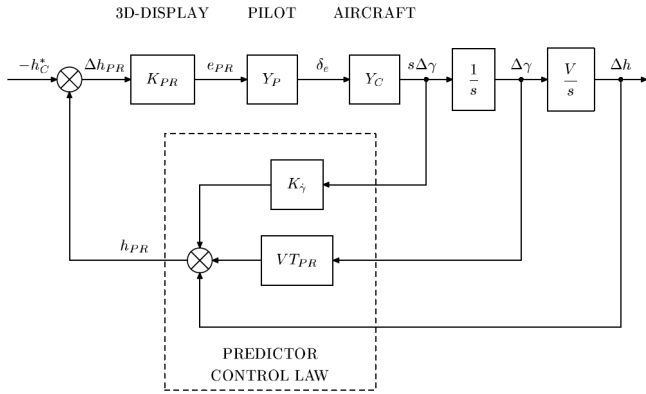 3D-DISPLAY PILOT AIRCRAFT
−h*_C Δh_PR K_PR e_PR Y_P δ_e Y_C sΔγ 1/s Δγ V/s Δh
K_γ̇
h_PR VT_PR
PREDICTOR
CONTROL LAW